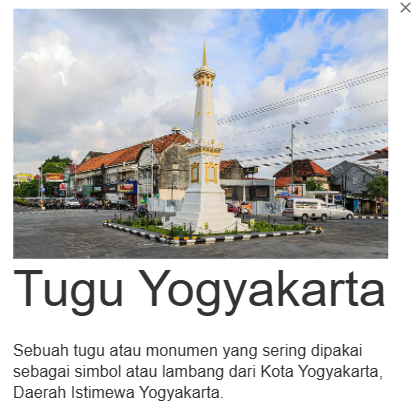 Tugu Yogyakarta
Sebuah tugu atau monumen yang sering dipakai
sebagai simbol atau lambang dari Kota Yogyakarta,
Daerah Istimewa Yogyakarta.